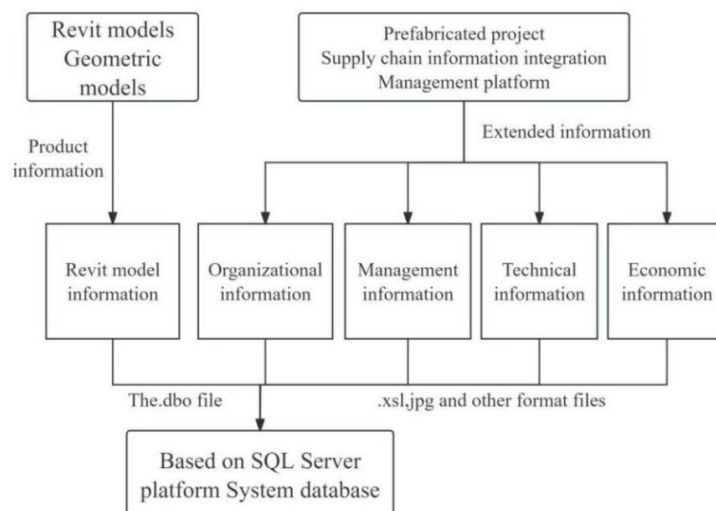 Revit models
Geometric
models
Prefabricated project
Supply chain information integration
Management platform
Product
information
Extended information
Revit model
information
Organizational
information
Management
information
Technical
information
Economic
information
The.dbo file
.xsl,jpg and other format files
Based on SQL Server
platform System database